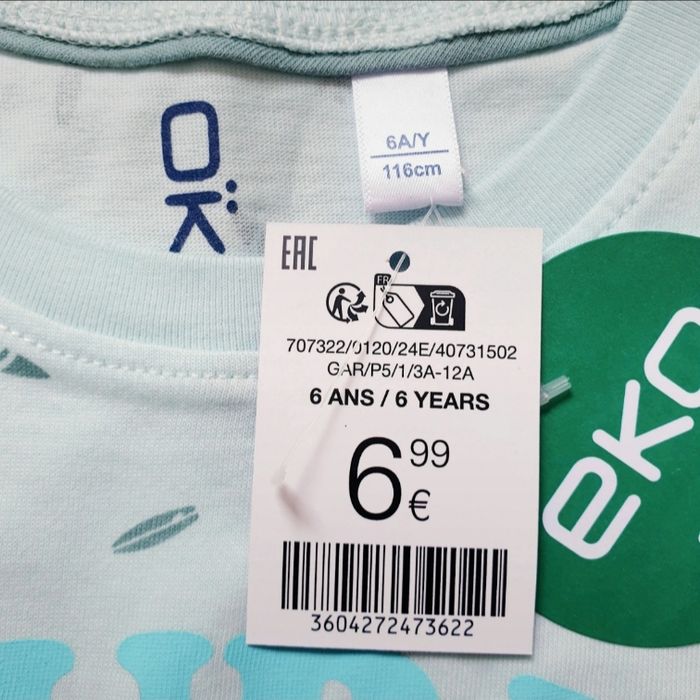 OK
6A/Y
116cm
EAC
FR
707322/0120/24E/40731502
GAR/P5/1/3A-12A
6 ANS / 6 YEARS
6 99 €
3604272473622
eko